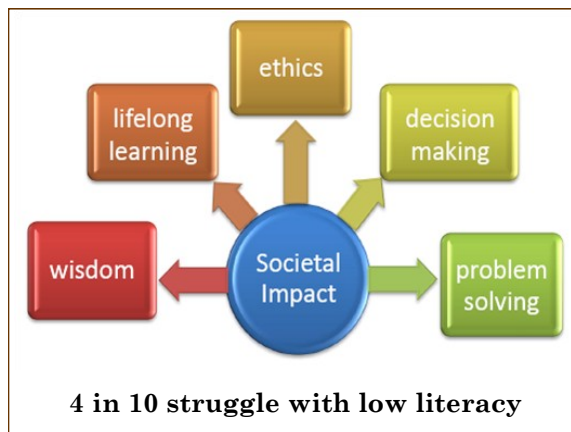 ethics
lifelong
learning
decision
making
wisdom
Societal
Impact
problem
solving
4 in 10 struggle with low literacy